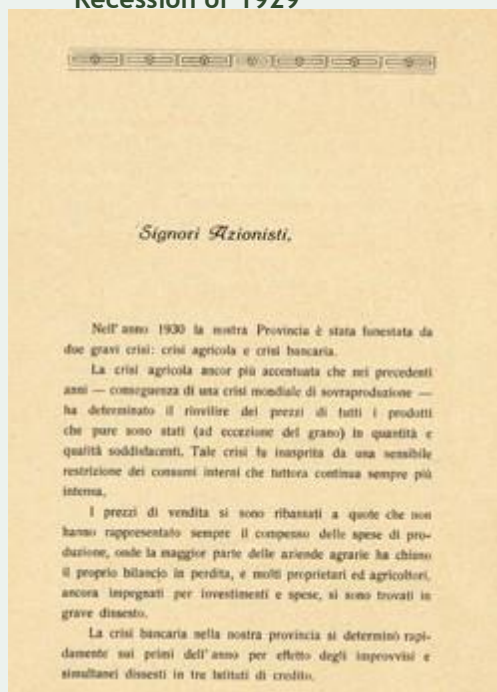 Recession of 1929
Signori Azionisti,
Nell' anno 1930 la nostra Provincia è stata funestata da
due gravi crisi: crisi agricola e crisi bancaria.
La crisi agricola ancor più accentuata che nei precedenti
anni — conseguenza di una crisi mondiale di sovraproduzione —
ha determinato il rinvilire dei prezzi di tutti i prodotti
che pure sono stati (ad eccezione del grano) in quantità e
qualità soddisfacenti. Tale crisi fu inasprita da una sensibile
restrizione dei consumi interni che tuttora continua sempre più
intensa.
I prezzi di vendita si sono ribassati a quote che non
hanno rappresentato sempre il compenso delle spese di pro-
duzione, onde la maggior parte delle aziende agrarie ha chiuso
il proprio bilancio in perdita, e molti proprietari ed agricoltori,
ancora impegnati per investimenti e spese, si sono trovati in
grave dissesto.
La crisi bancaria nella nostra provincia si determinò rapi-
damente sui primi dell' anno per effetto degli improvvisi e
simultanei dissesti in tre Istituti di credito.